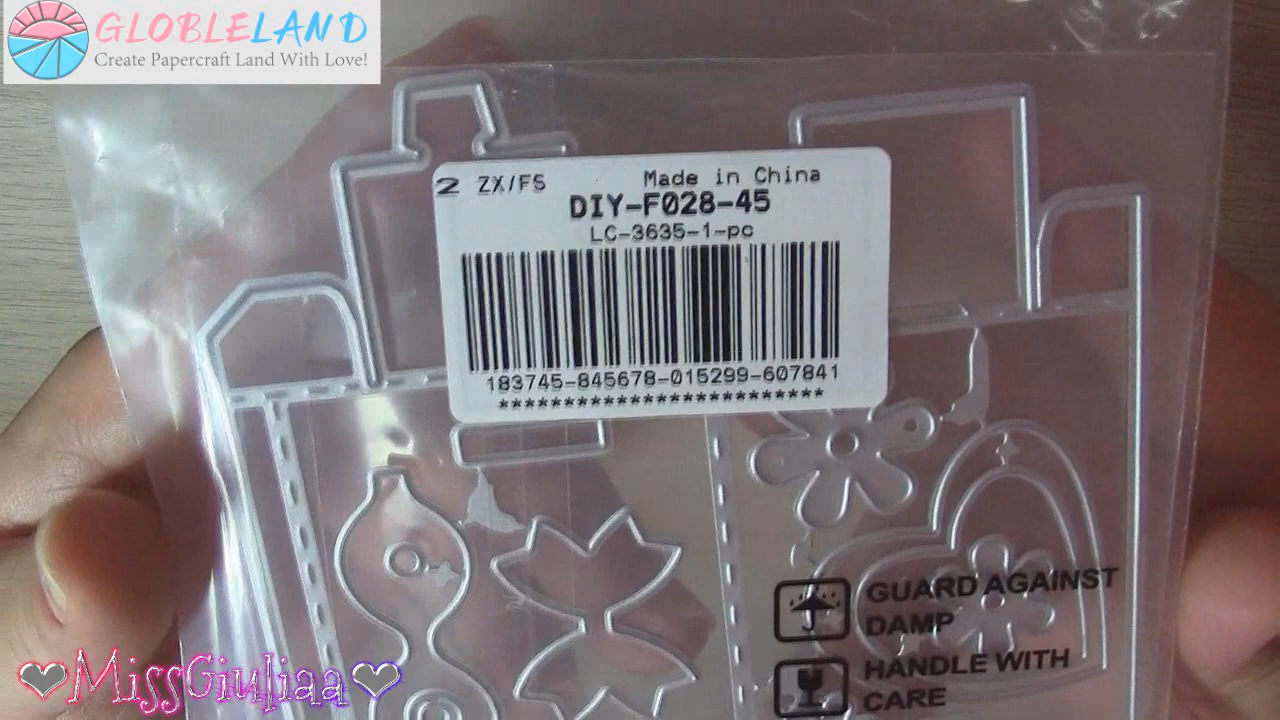 GLOBLELAND
Create Papercraft Land With Love!
2 ZX/FS Made in China
DIY-F028-45
LC-3635-1-pc
183745-845678-015299-607841
************************
GUARD AGAINST
DAMP
HANDLE WITH
CARE
MissGiuliaa